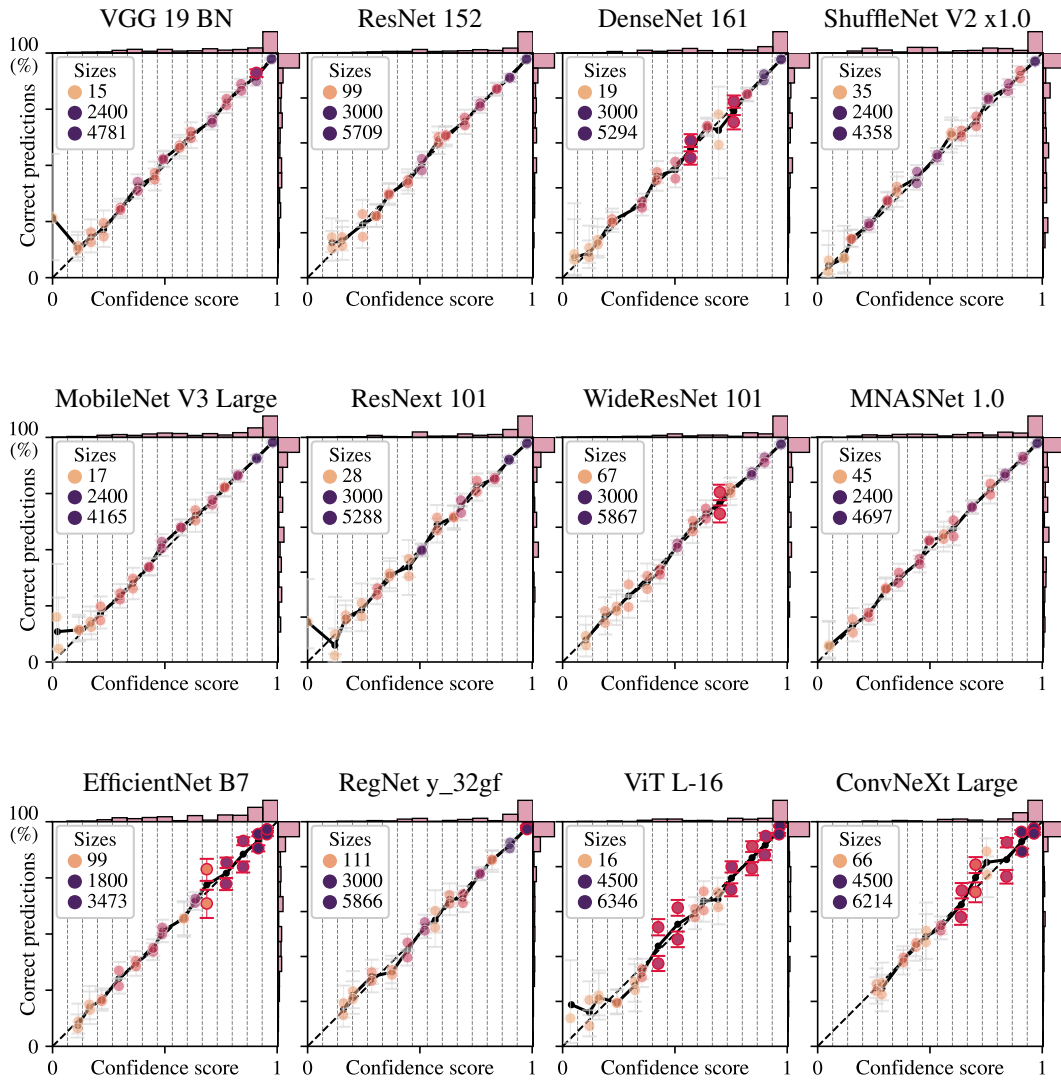 VGG 19 BN
ResNet 152
DenseNet 161
ShuffleNet V2 x1.0
100
(%)
Correct predictions
0
Sizes
15
2400
4781
Sizes
99
3000
5709
Sizes
19
3000
5294
Sizes
35
2400
4358
0 Confidence score 1
0 Confidence score 1
0 Confidence score 1
0 Confidence score 1
MobileNet V3 Large
ResNext 101
WideResNet 101
MNASNet 1.0
100
(%)
Correct predictions
0
Sizes
17
2400
4165
Sizes
28
3000
5288
Sizes
67
3000
5867
Sizes
45
2400
4697
0 Confidence score 1
0 Confidence score 1
0 Confidence score 1
0 Confidence score 1
EfficientNet B7
RegNet y_32gf
ViT L-16
ConvNeXt Large
100
(%)
Correct predictions
0
Sizes
99
1800
3473
Sizes
111
3000
5866
Sizes
16
4500
6346
Sizes
66
4500
6214
0 Confidence score 1
0 Confidence score 1
0 Confidence score 1
0 Confidence score 1